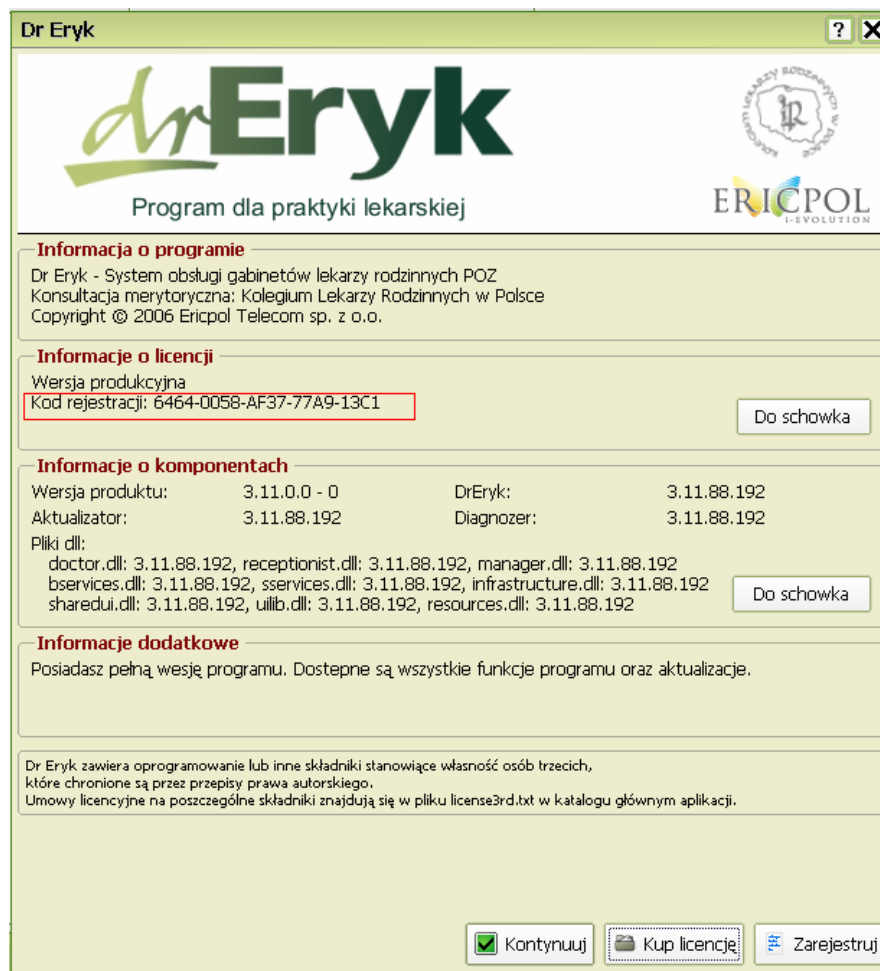 Dr Eryk
drEryk
Program dla praktyki lekarskiej
KOLEGIUM LEKARZY RODZINNYCH W POLSCE
ERICPOL
I-EVOLUTION
Informacja o programie
Dr Eryk - System obsługi gabinetów lekarzy rodzinnych POZ
Konsultacja merytoryczna: Kolegium Lekarzy Rodzinnych w Polsce
Copyright © 2006 Ericpol Telecom sp. z o.o.
Informacje o licencji
Wersja produkcyjna
Kod rejestracji: 6464-0058-AF37-77A9-13C1
Do schowka
Informacje o komponentach
Wersja produktu: 3.11.0.0 - 0 DrEryk: 3.11.88.192
Aktualizator: 3.11.88.192 Diagnozer: 3.11.88.192
Pliki dll:
doctor.dll: 3.11.88.192, receptionist.dll: 3.11.88.192, manager.dll: 3.11.88.192
bservices.dll: 3.11.88.192, sservices.dll: 3.11.88.192, infrastructure.dll: 3.11.88.192
sharedui.dll: 3.11.88.192, uilib.dll: 3.11.88.192, resources.dll: 3.11.88.192
Do schowka
Informacje dodatkowe
Posiadasz pełną wesję programu. Dostepne są wszystkie funkcje programu oraz aktualizacje.
Dr Eryk zawiera oprogramowanie lub inne składniki stanowiące własność osób trzecich,
które chronione są przez przepisy prawa autorskiego.
Umowy licencyjne na poszczególne składniki znajdują się w pliku license3rd.txt w katalogu głównym aplikacji.
Kontynuuj Kup licencję Zarejestruj